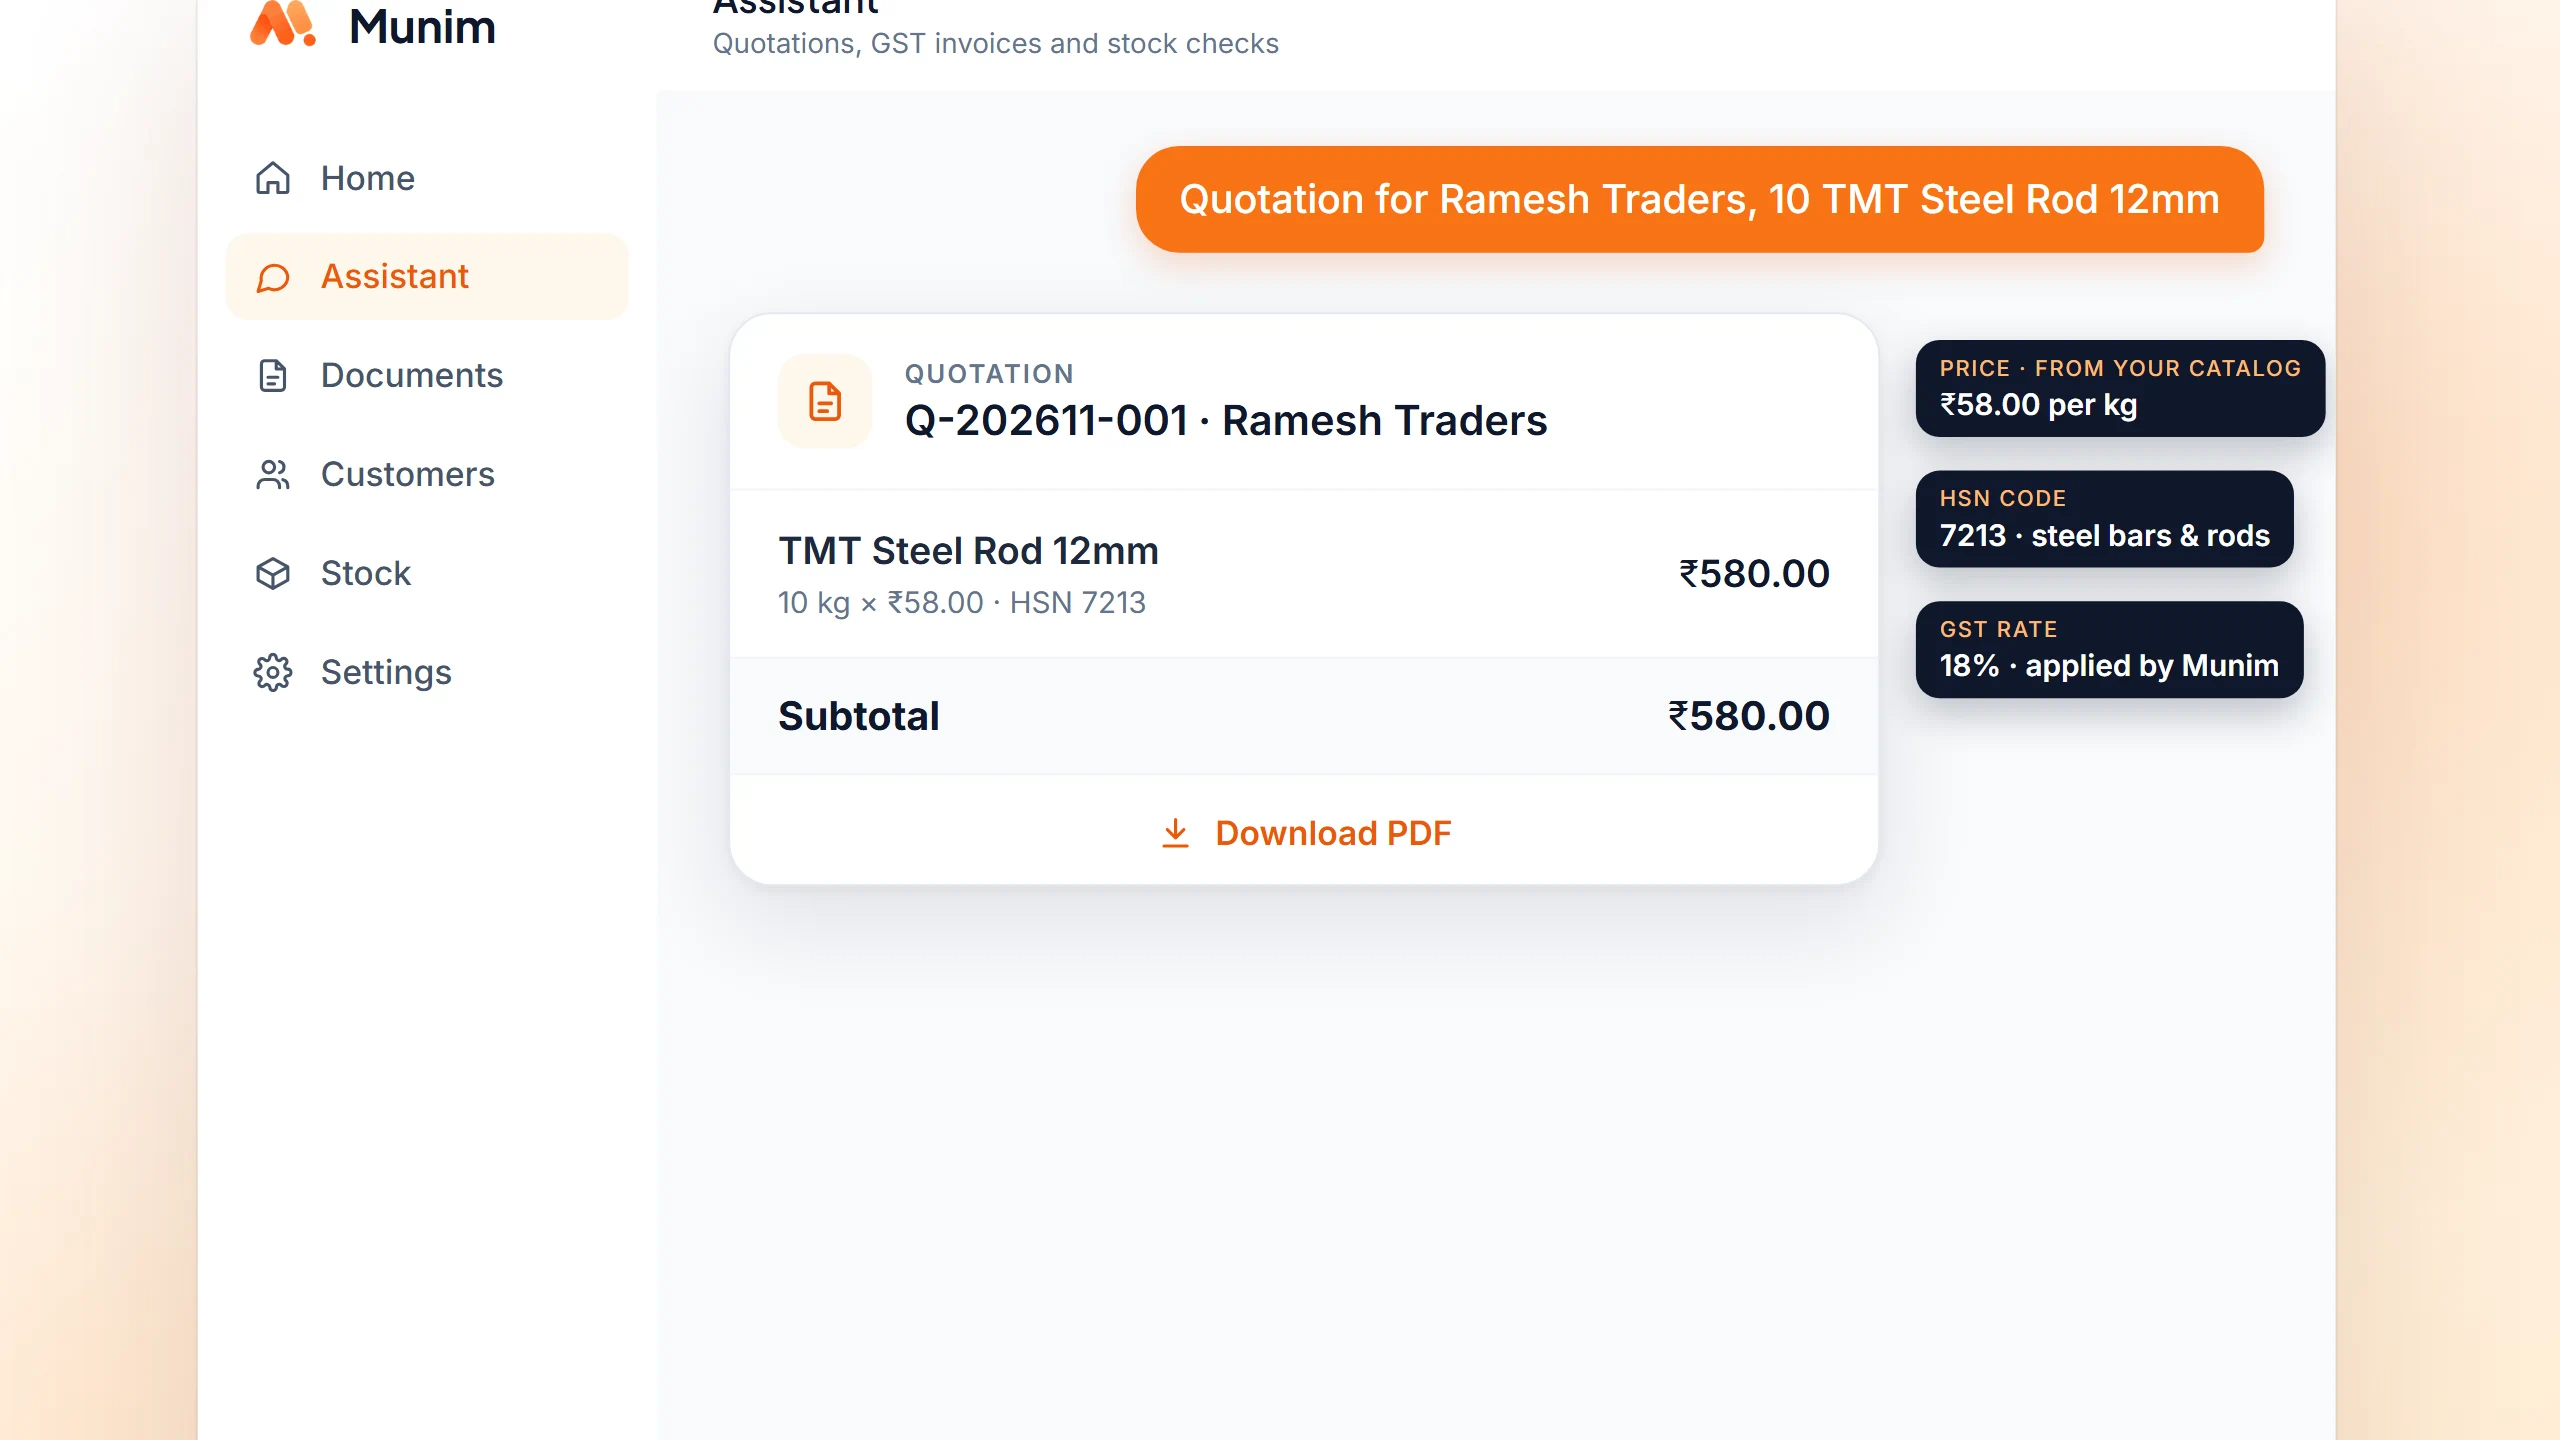 Munim
Assistant
Quotations, GST invoices and stock checks
Home
Assistant
Documents
Customers
Stock
Settings
Quotation for Ramesh Traders, 10 TMT Steel Rod 12mm
QUOTATION
Q-202611-001 · Ramesh Traders
TMT Steel Rod 12mm
10 kg × ₹58.00 · HSN 7213
₹580.00
Subtotal
₹580.00
Download PDF
PRICE · FROM YOUR CATALOG
₹58.00 per kg
HSN CODE
7213 · steel bars & rods
GST RATE
18% · applied by Munim